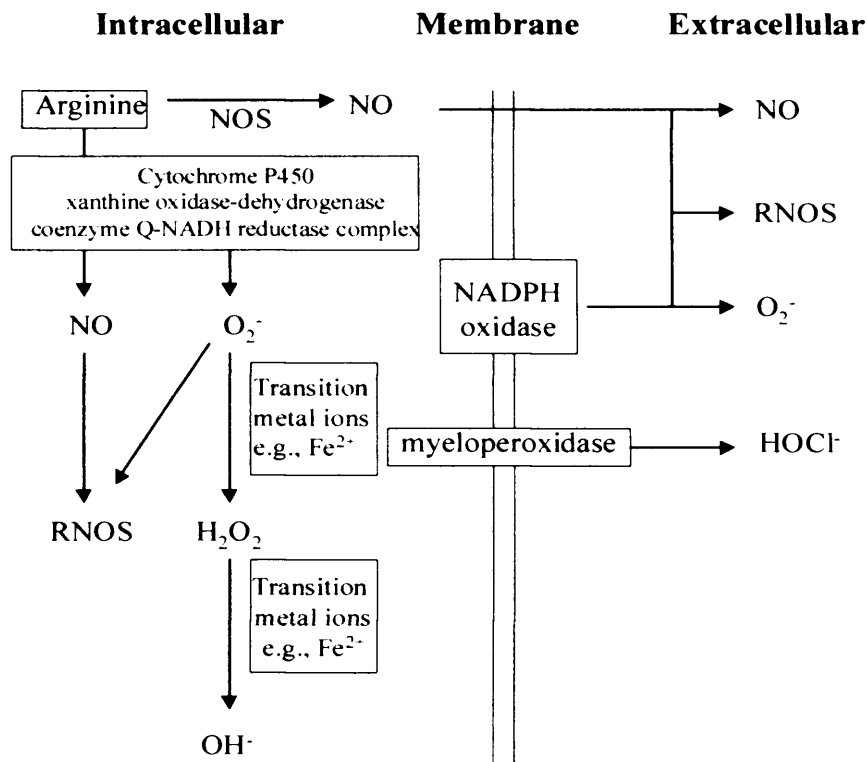 Intracellular Membrane Extracellular
Arginine NOS NO NO
Cytochrome P450
xanthine oxidase-dehydrogenase
coenzyme Q-NADH reductase complex
RNOS
NADPH
oxidase
NO O₂⁻ O₂⁻
Transition
metal ions
e.g., Fe²⁺
myeloperoxidase HOCl⁻
RNOS H₂O₂
Transition
metal ions
e.g., Fe²⁺
OH⁻